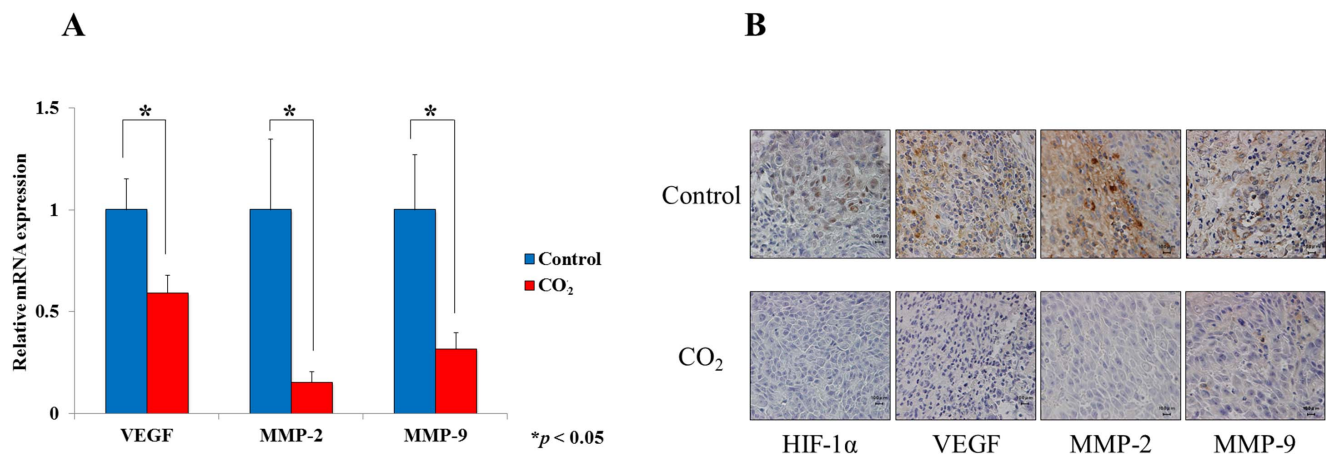 A
B
1.5
1
0.5
0
Relative mRNA expression
*
*
*
Control
CO₂
VEGF
MMP-2
MMP-9
*p < 0.05
Control
CO₂
HIF-1α
VEGF
MMP-2
MMP-9